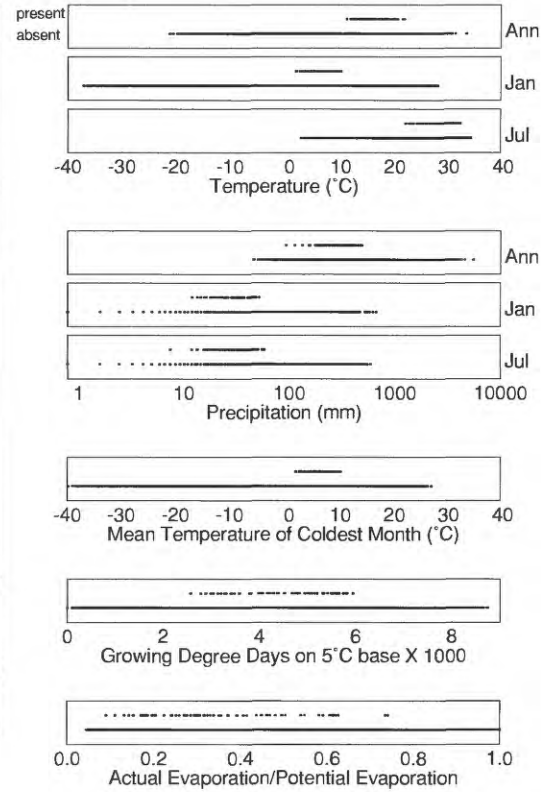 present
absent
Ann
Jan
Jul
-40 -30 -20 -10 0 10 20 30 40
Temperature (˚C)
Ann
Jan
Jul
1 10 100 1000 10000
Precipitation (mm)
-40 -30 -20 -10 0 10 20 30 40
Mean Temperature of Coldest Month (˚C)
0 2 4 6 8
Growing Degree Days on 5˚C base X 1000
0.0 0.2 0.4 0.6 0.8 1.0
Actual Evaporation/Potential Evaporation